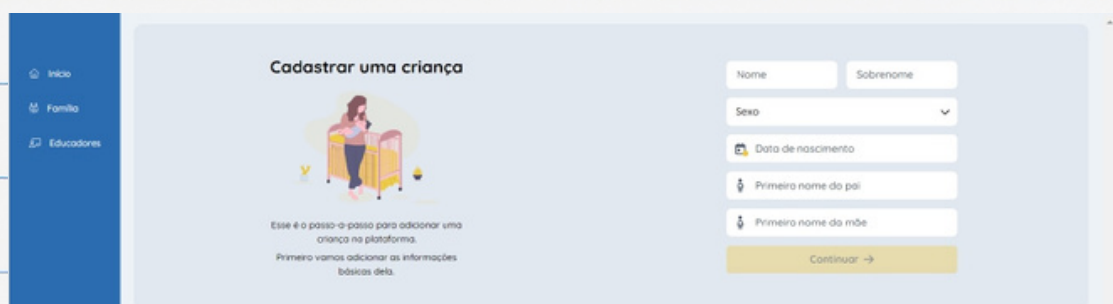 Início
Família
Educadores
Cadastrar uma criança
Esse é o passo-a-passo para adicionar uma
criança na plataforma.
Primeiro vamos adicionar as informações
básicas dela.
Nome
Sobrenome
Sexo
Data de nascimento
Primeiro nome do pai
Primeiro nome da mãe
Continuar →